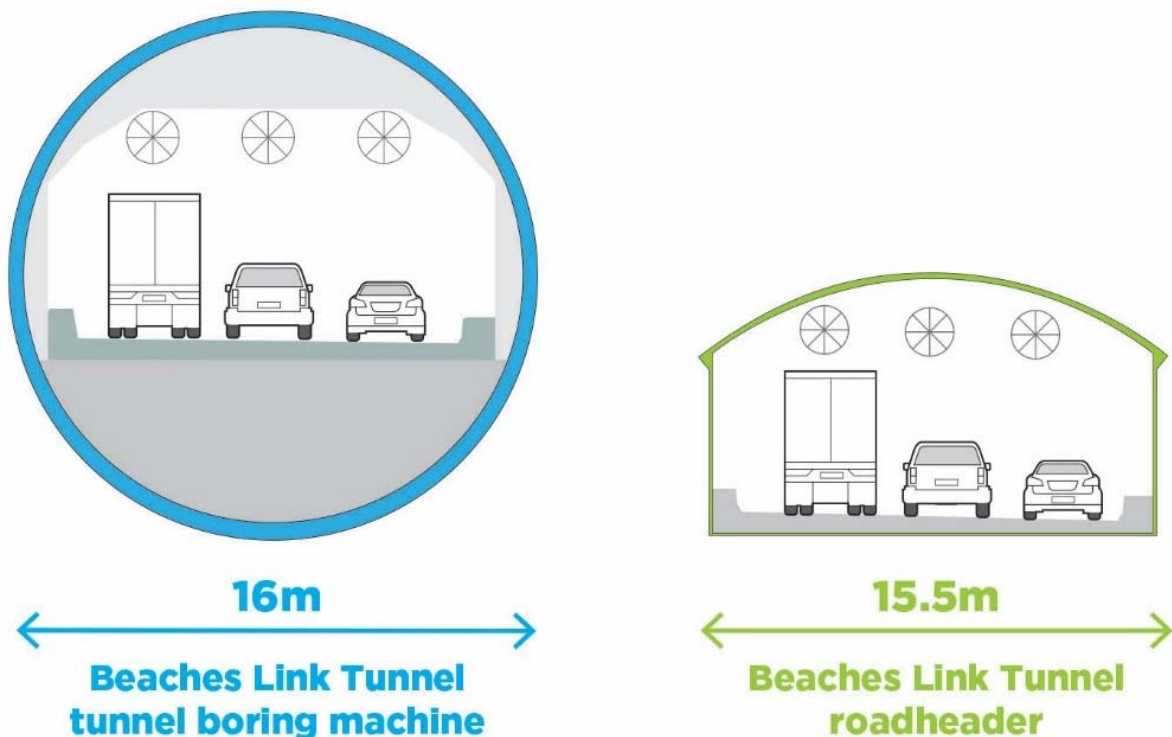 16m
Beaches Link Tunnel
tunnel boring machine
15.5m
Beaches Link Tunnel
roadheader